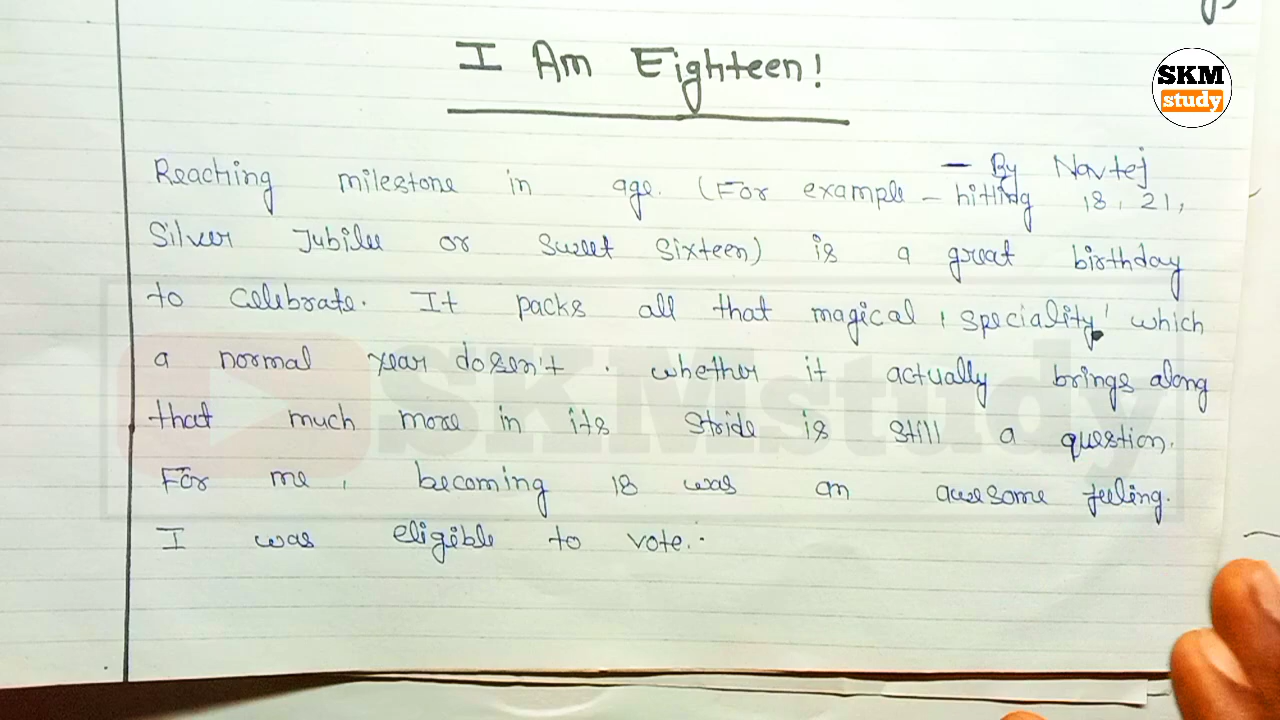 I Am Eighteen!
SKM
study
- By Navtej
Reaching milestone in age. (For example - hitting 18, 21,
Silver Jubilee or sweet sixteen) is a great birthday
to celebrate. It packs all that magical 'speciality' which
a normal year dosen't. whether it actually brings along
that much more in its stride is still a question.
For me, becoming 18 was an awesome feeling.
I was eligible to vote.
SKMstudy